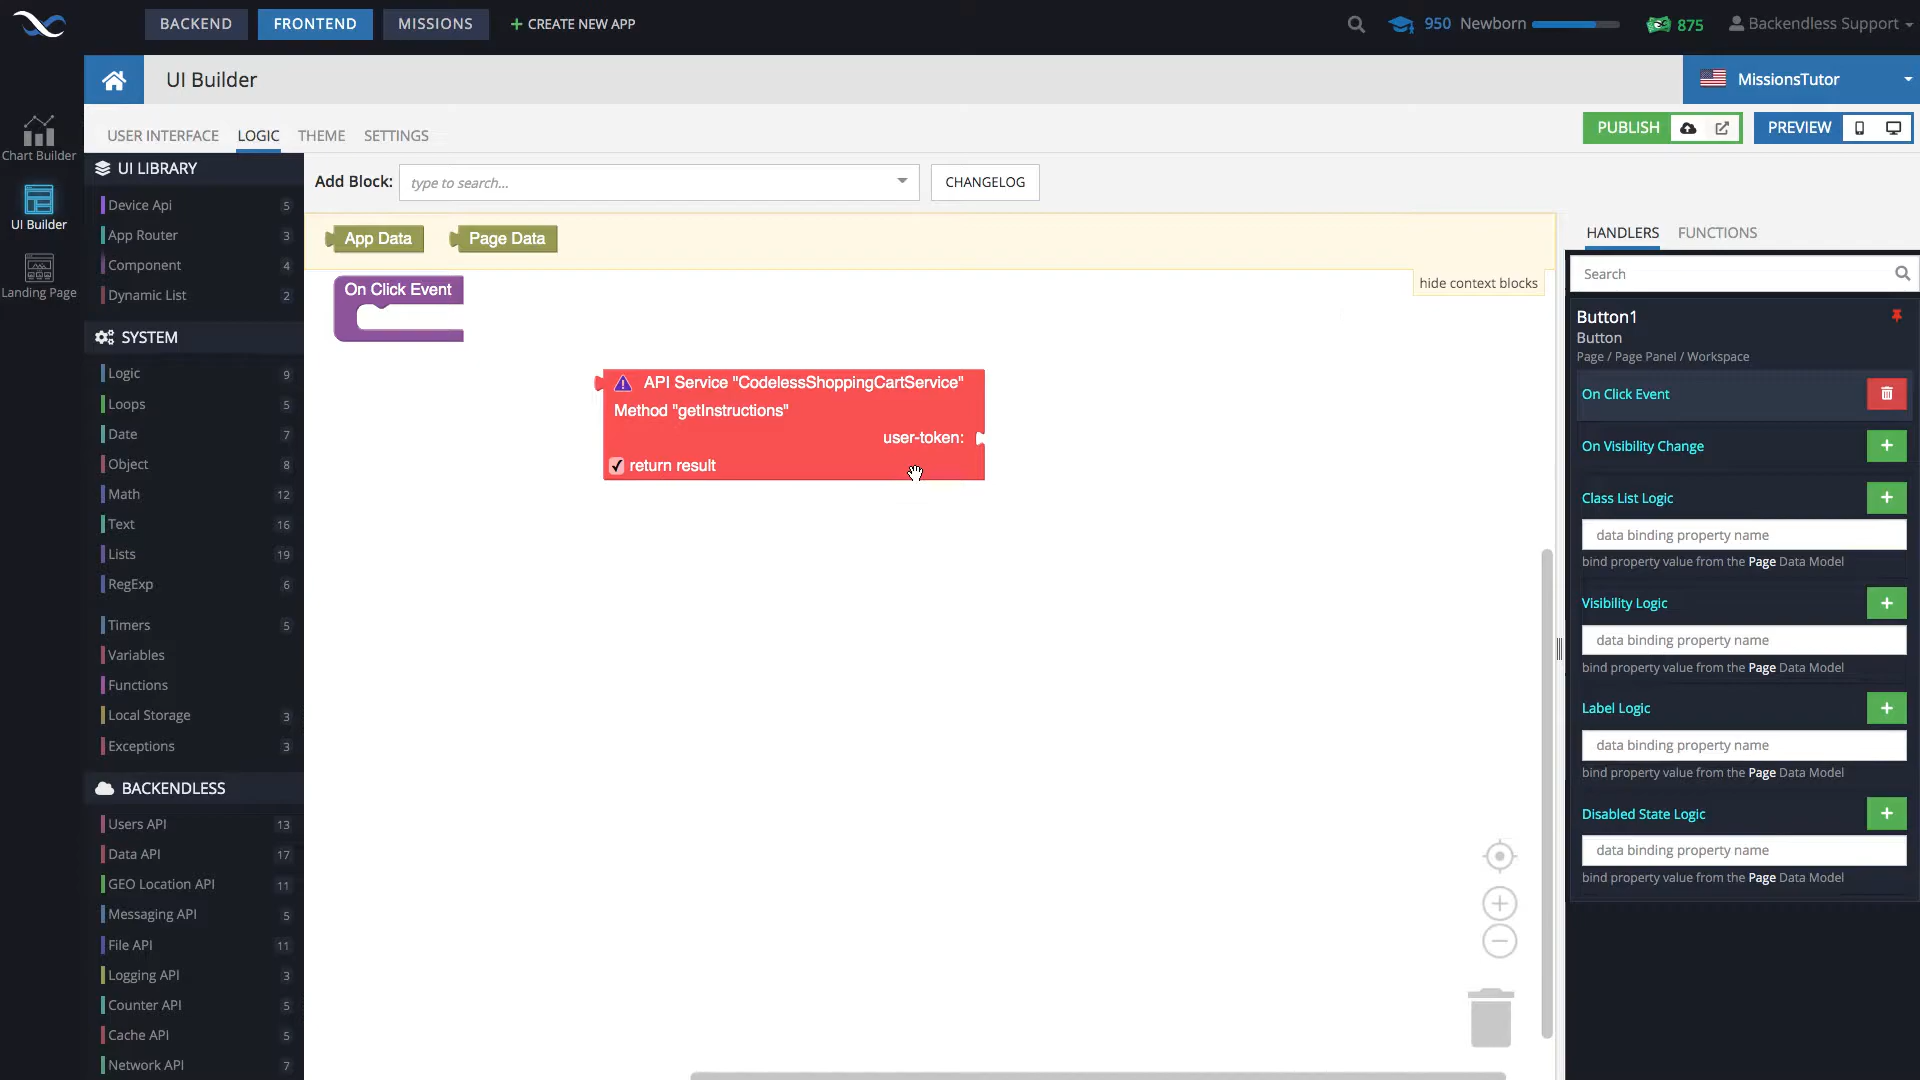 BACKEND
FRONTEND
MISSIONS
+ CREATE NEW APP
950 Newborn
875
Backendless Support
UI Builder
MissionsTutor
Chart Builder
UI Builder
Landing Page
USER INTERFACE
LOGIC
THEME
SETTINGS
PUBLISH
PREVIEW
UI LIBRARY
Device Api 5
App Router 3
Component 4
Dynamic List 2
SYSTEM
Logic 9
Loops 5
Date 7
Object 8
Math 12
Text 16
Lists 19
RegExp 6
Timers 5
Variables
Functions
Local Storage 3
Exceptions 3
BACKENDLESS
Users API 13
Data API 17
GEO Location API 11
Messaging API 5
File API 11
Logging API 3
Counter API 5
Cache API 5
Network API 7
Add Block:
type to search...
CHANGELOG
App Data
Page Data
hide context blocks
On Click Event
API Service "CodelessShoppingCartService"
Method "getInstructions"
user-token:
return result
HANDLERS
FUNCTIONS
Search
Button1
Button
Page / Page Panel / Workspace
On Click Event
On Visibility Change
Class List Logic
data binding property name
bind property value from the Page Data Model
Visibility Logic
data binding property name
bind property value from the Page Data Model
Label Logic
data binding property name
bind property value from the Page Data Model
Disabled State Logic
data binding property name
bind property value from the Page Data Model